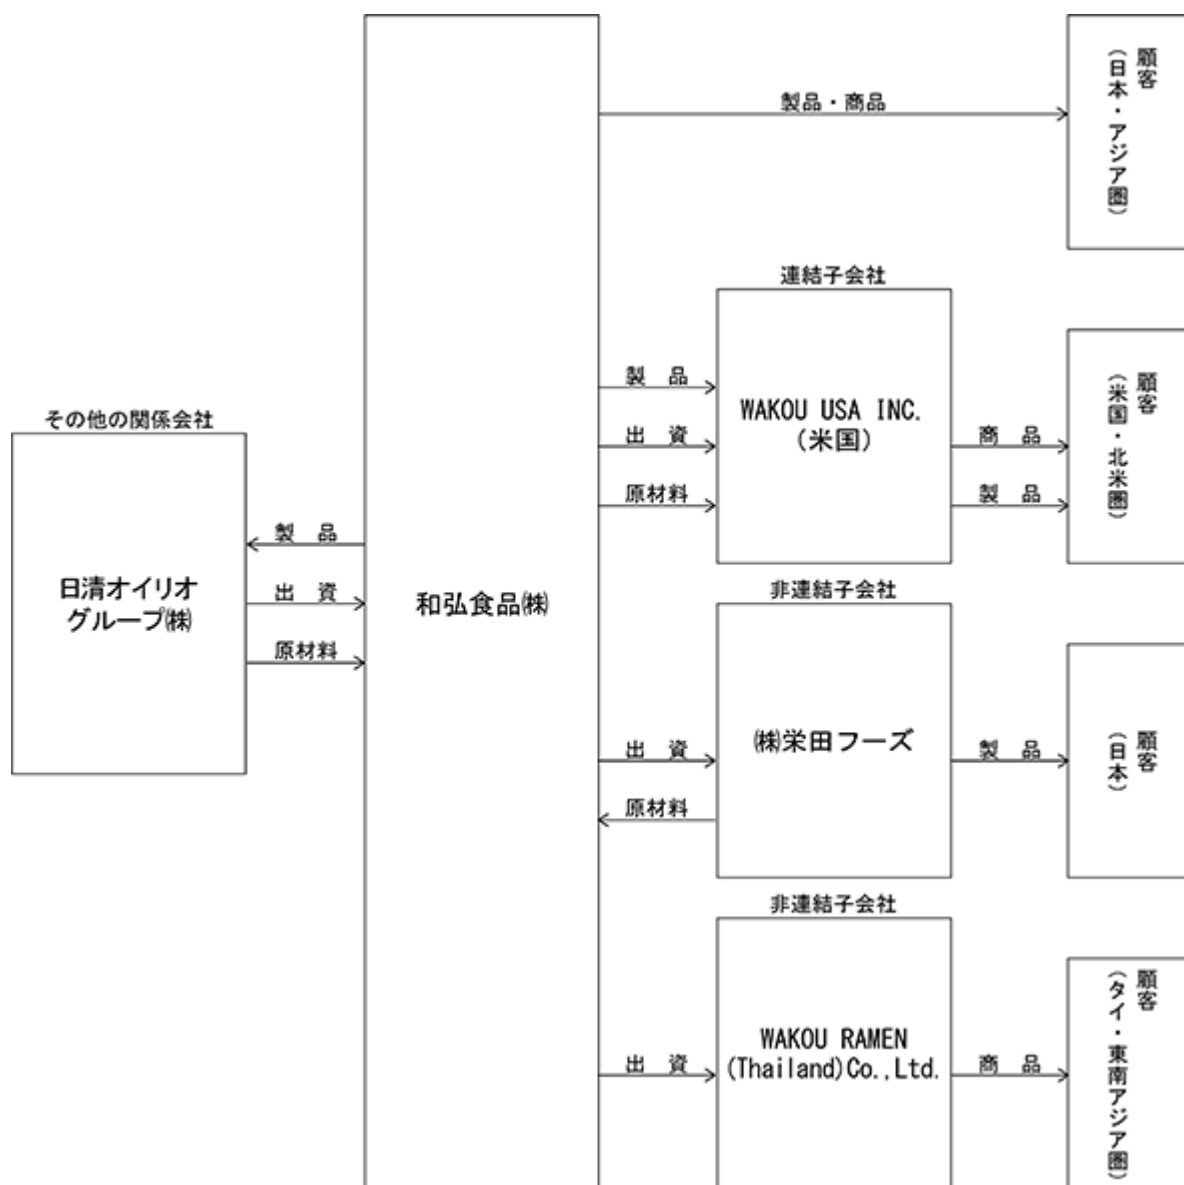 製品・商品
顧客
(日本・アジア圏)
連結子会社
製　品
出　資
原材料
WAKOU USA INC.
(米国)
商　品
製　品
顧客
(米国・北米圏)
その他の関係会社
日清オイリオ
グループ㈱
製　品
出　資
原材料
和弘食品㈱
非連結子会社
出　資
原材料
㈱栄田フーズ
製　品
顧客
(日本)
非連結子会社
出　資
WAKOU RAMEN
(Thailand)Co.,Ltd.
商　品
顧客
(タイ・東南アジア圏)